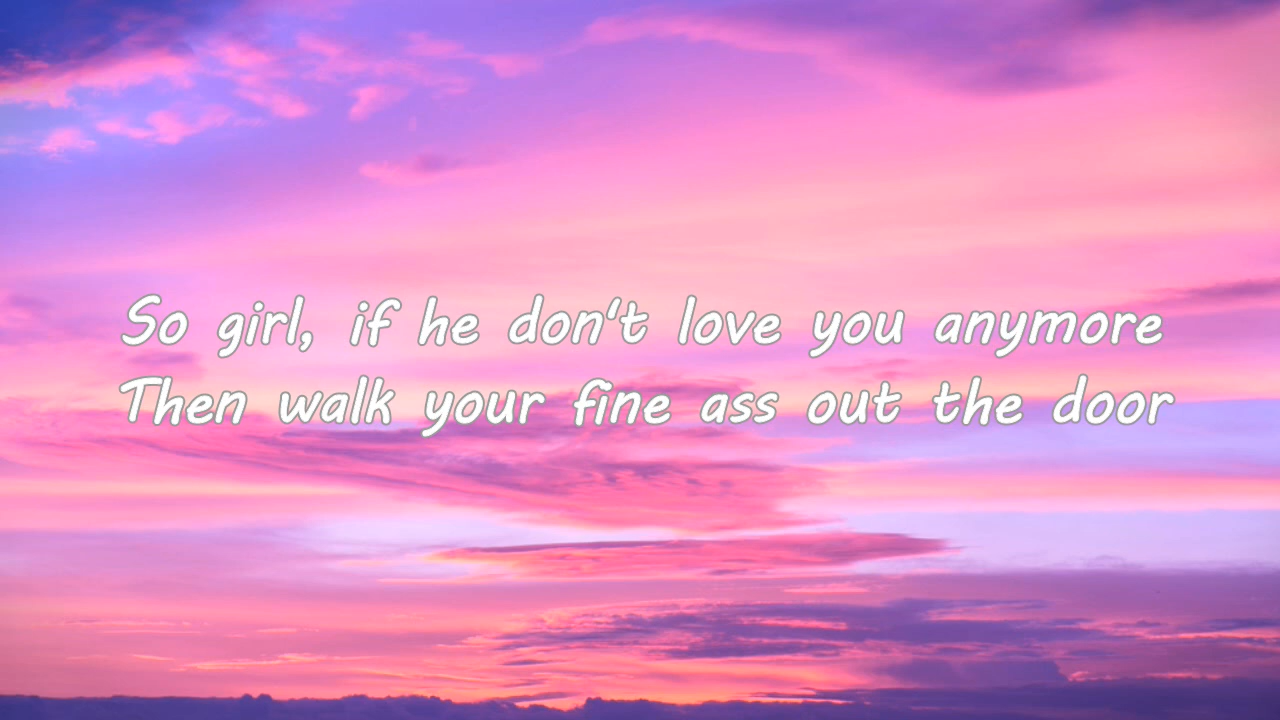 So girl, if he don't love you anymore
Then walk your fine ass out the door